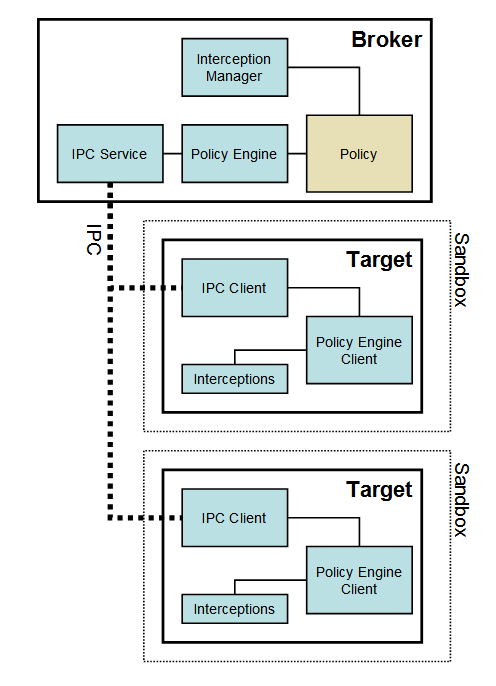 Broker
Interception
Manager
IPC Service
Policy Engine
Policy
IPC
Sandbox
Target
IPC Client
Policy Engine
Client
Interceptions
Sandbox
Target
IPC Client
Policy Engine
Client
Interceptions